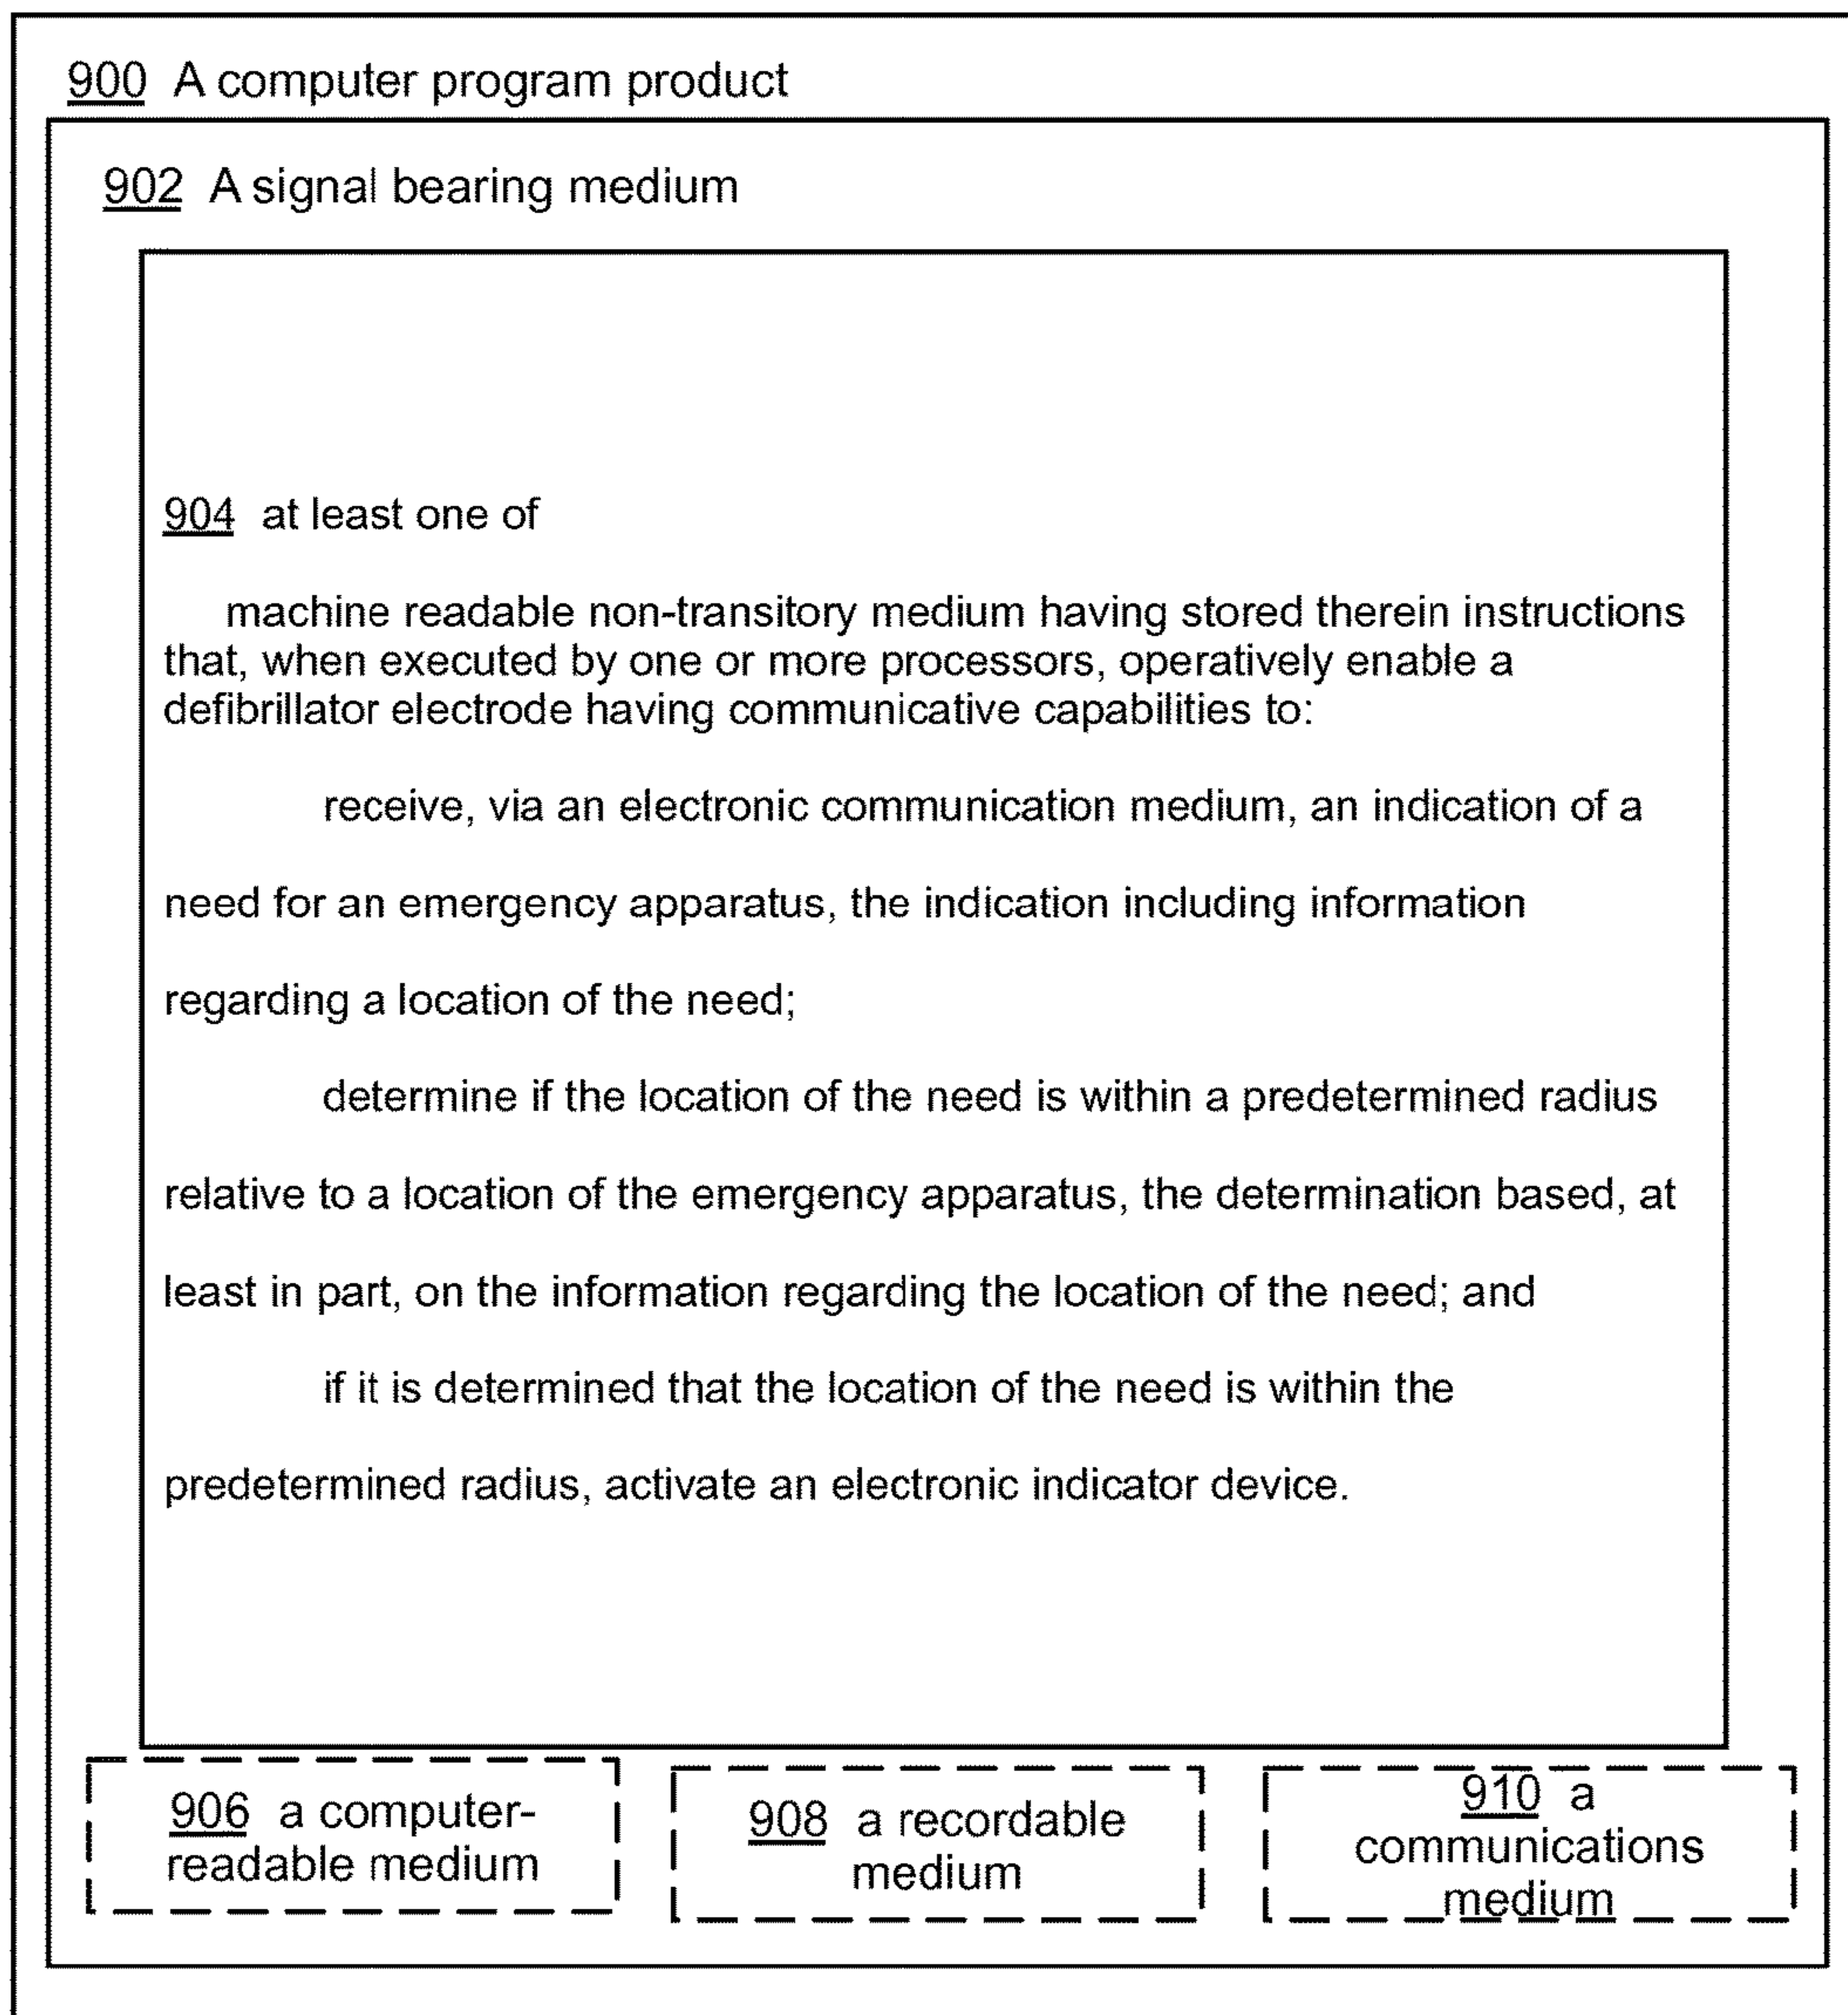 900 A computer program product
902 A signal bearing medium
904 at least one of
machine readable non-transitory medium having stored therein instructions
that, when executed by one or more processors, operatively enable a
defibrillator electrode having communicative capabilities to:
receive, via an electronic communication medium, an indication of a
need for an emergency apparatus, the indication including information
regarding a location of the need;
determine if the location of the need is within a predetermined radius
relative to a location of the emergency apparatus, the determination based, at
least in part, on the information regarding the location of the need; and
if it is determined that the location of the need is within the
predetermined radius, activate an electronic indicator device.
906 a computer-
readable medium
908 a recordable
medium
910 a
communications
medium